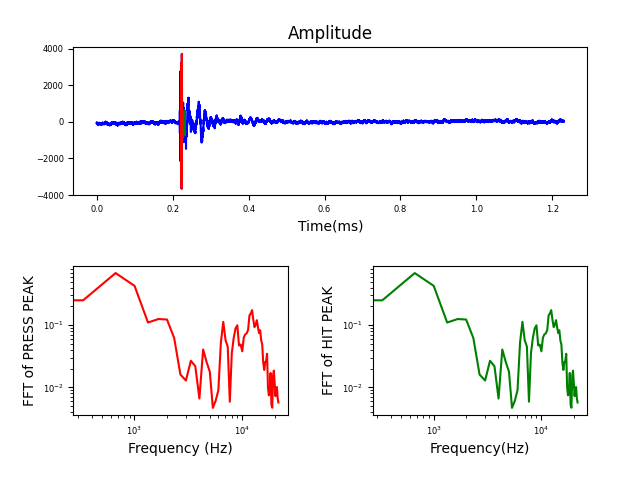 Amplitude
4000
2000
0
−2000
−4000
0.0 0.2 0.4 0.6 0.8 1.0 1.2
Time(ms)
FFT of PRESS PEAK
10⁻¹
10⁻²
10³ 10⁴
Frequency (Hz)
FFT of HIT PEAK
10⁻¹
10⁻²
10³ 10⁴
Frequency(Hz)